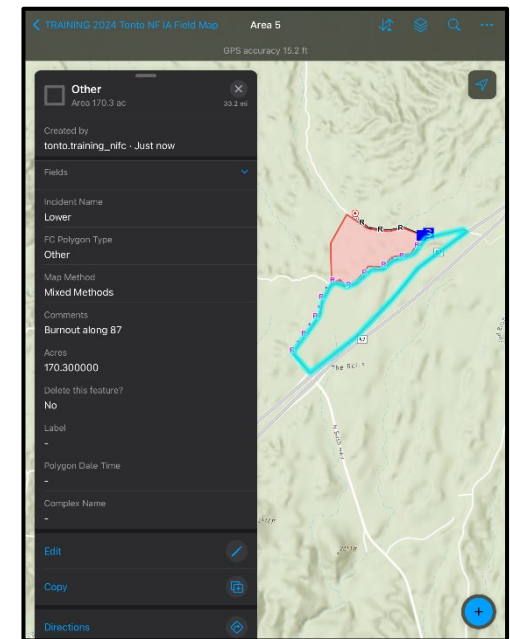 TRAINING 2024 Tonto NF IA Field Map
Area 5
GPS accuracy 15.2 ft
Other
Area 170.3 ac
33.2 mi
Created by
tonto.training_nifc · Just now
Fields
Incident Name
Lower
FC Polygon Type
Other
Map Method
Mixed Methods
Comments
Burnout along 87
Acres
170.300000
Delete this feature?
No
Label
-
Polygon Date Time
-
Complex Name
-
Edit
Copy
Directions
R R R
R
R
R
R
R
R
87
87